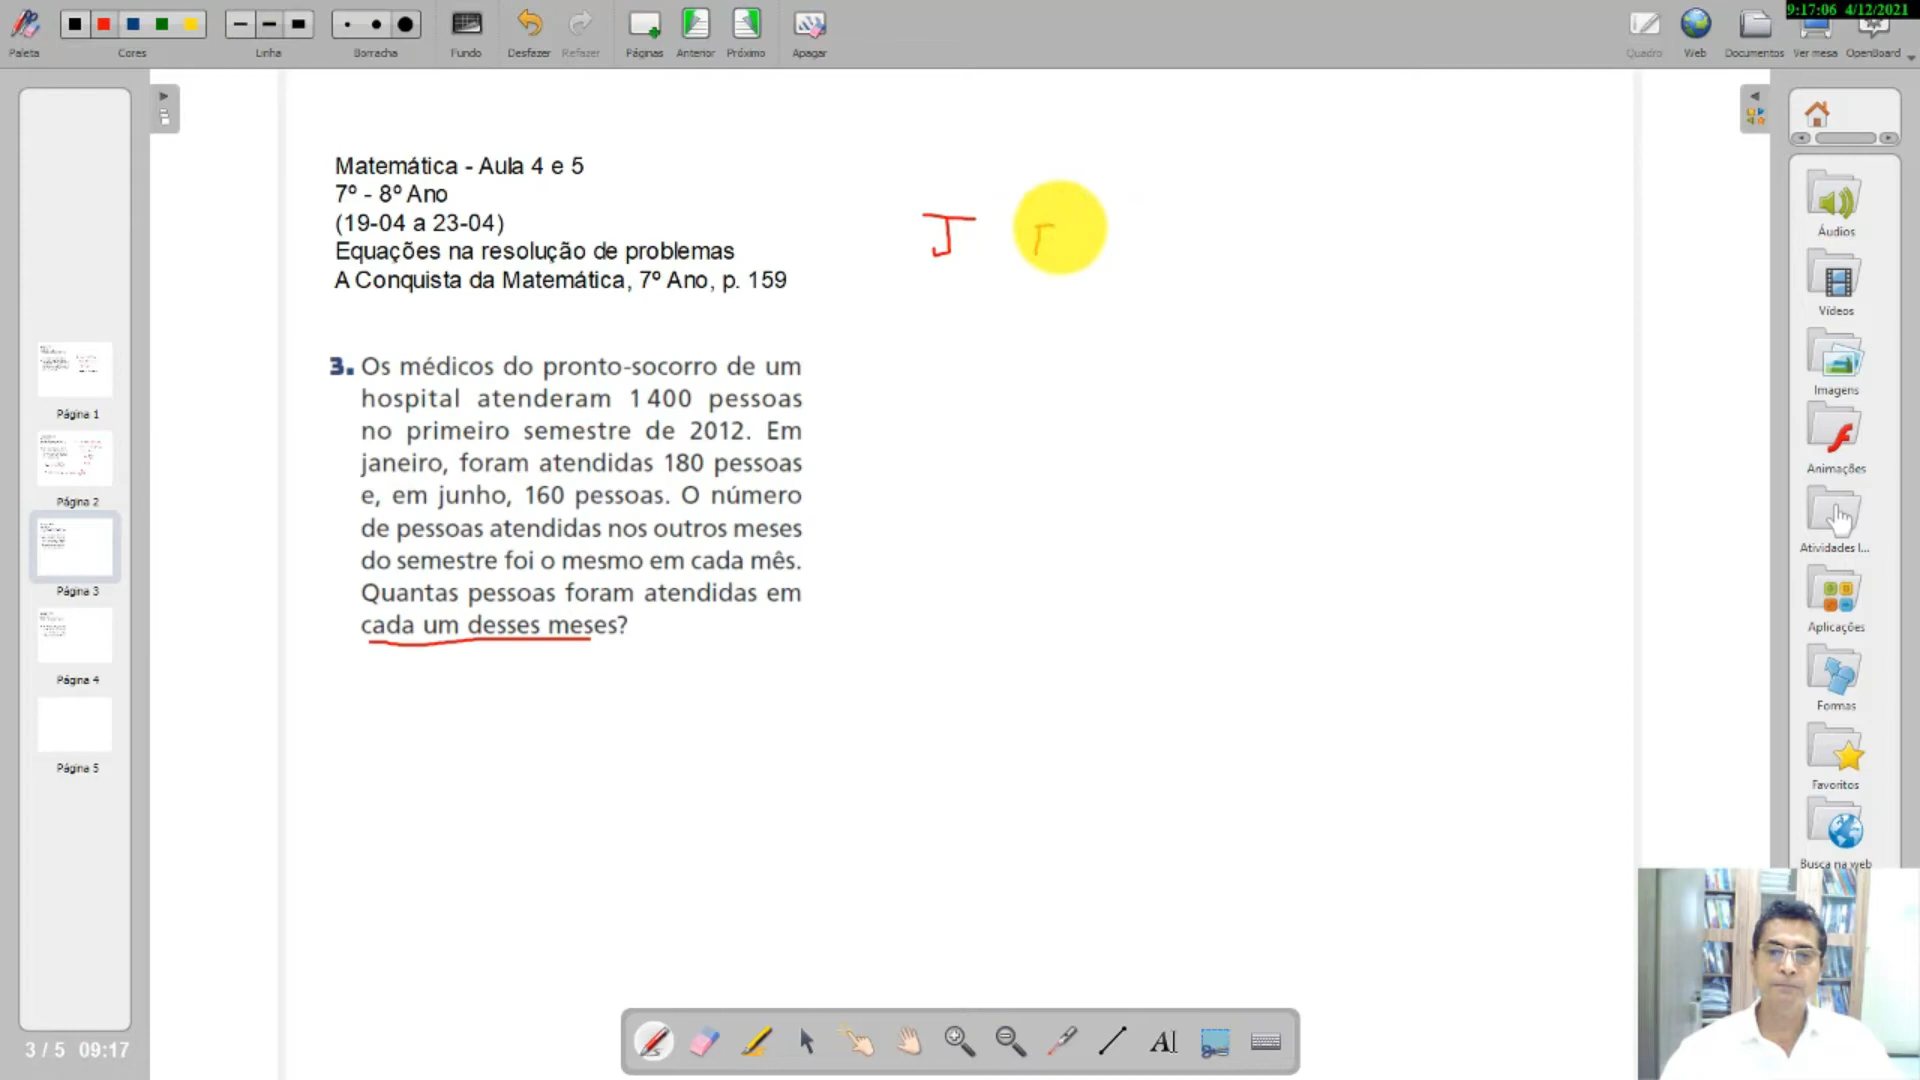 9:17:06 4/12/2021
Paleta
Cores
Linha
Borracha
Fundo
Desfazer
Refazer
Páginas
Anterior
Próximo
Apagar
Quadro
Web
Documentos
Ver mesa
OpenBoard
Matemática - Aula 4 e 5
7º - 8º Ano
(19-04 a 23-04)
Equações na resolução de problemas
A Conquista da Matemática, 7º Ano, p. 159
J
3. Os médicos do pronto-socorro de um
hospital atenderam 1 400 pessoas
no primeiro semestre de 2012. Em
janeiro, foram atendidas 180 pessoas
e, em junho, 160 pessoas. O número
de pessoas atendidas nos outros meses
do semestre foi o mesmo em cada mês.
Quantas pessoas foram atendidas em
cada um desses meses?
Página 1
Página 2
Página 3
Página 4
Página 5
3 / 5 09:17
Áudios
Vídeos
Imagens
Animações
Atividades I...
Aplicações
Formas
Favoritos
Busca na web
AI